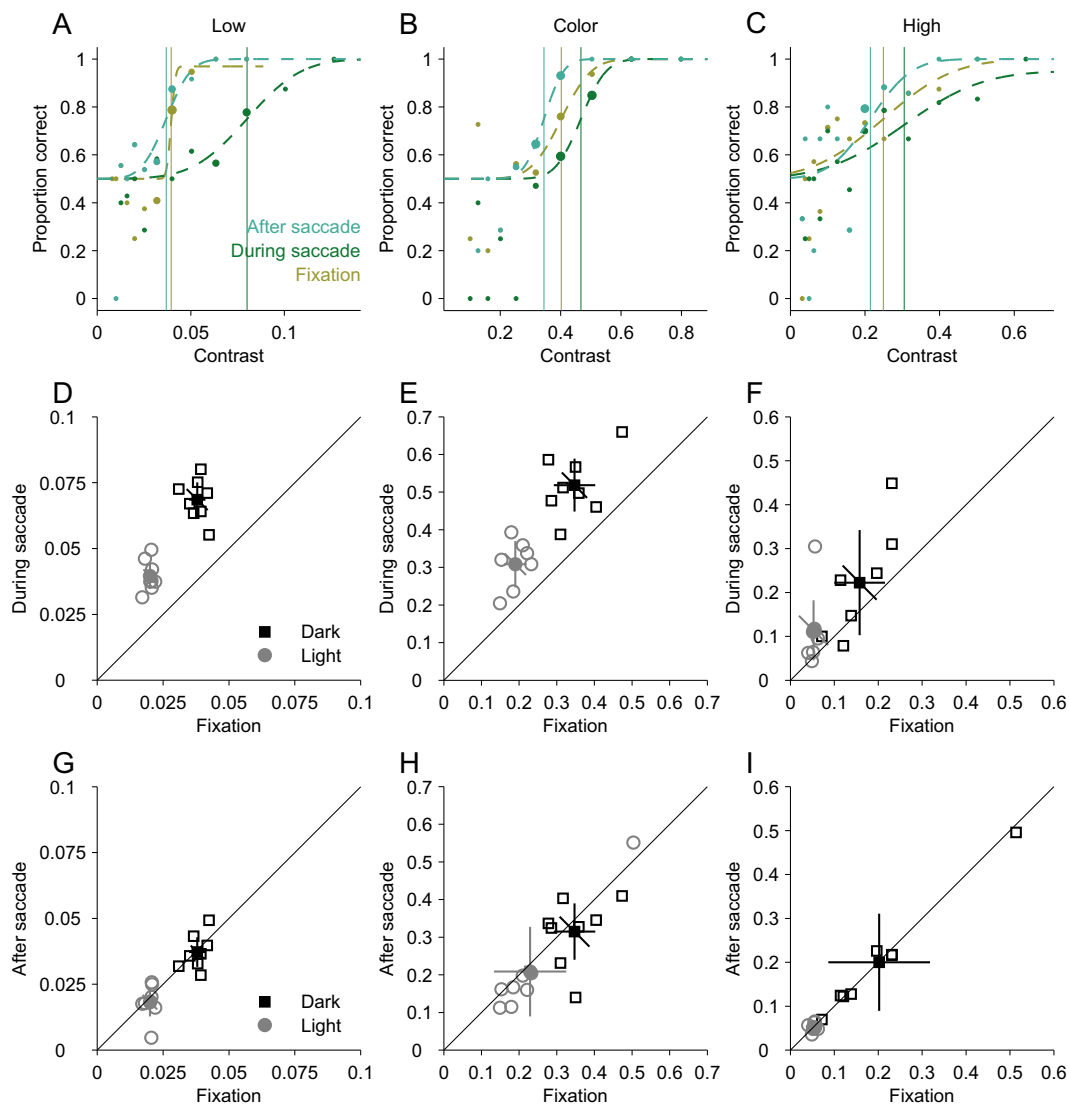 A Low
B Color
C High
Proportion correct
1
0.8
0.6
0.4
0.2
0
0 0.05 0.1
Contrast
After saccade
During saccade
Fixation
Proportion correct
1
0.8
0.6
0.4
0.2
0
0.2 0.4 0.6 0.8
Contrast
Proportion correct
1
0.8
0.6
0.4
0.2
0
0 0.2 0.4 0.6
Contrast
D
During saccade
0.1
0.075
0.05
0.025
0
0 0.025 0.05 0.075 0.1
Fixation
Dark
Light
E
During saccade
0.7
0.6
0.5
0.4
0.3
0.2
0.1
0
0 0.1 0.2 0.3 0.4 0.5 0.6 0.7
Fixation
F
During saccade
0.6
0.5
0.4
0.3
0.2
0.1
0
0 0.1 0.2 0.3 0.4 0.5 0.6
Fixation
G
After saccade
0.1
0.075
0.05
0.025
0
0 0.025 0.05 0.075 0.1
Fixation
Dark
Light
H
After saccade
0.7
0.6
0.5
0.4
0.3
0.2
0.1
0
0 0.1 0.2 0.3 0.4 0.5 0.6 0.7
Fixation
I
After saccade
0.6
0.5
0.4
0.3
0.2
0.1
0
0 0.1 0.2 0.3 0.4 0.5 0.6
Fixation